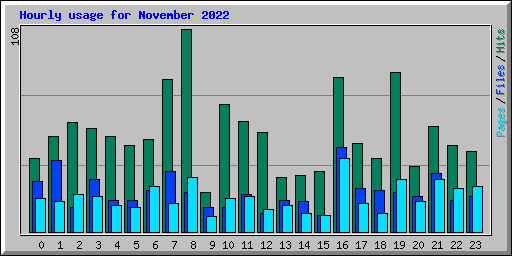 Hourly usage for November 2022
108
Pages/Files/Hits
0 1 2 3 4 5 6 7 8 9 10 11 12 13 14 15 16 17 18 19 20 21 22 23